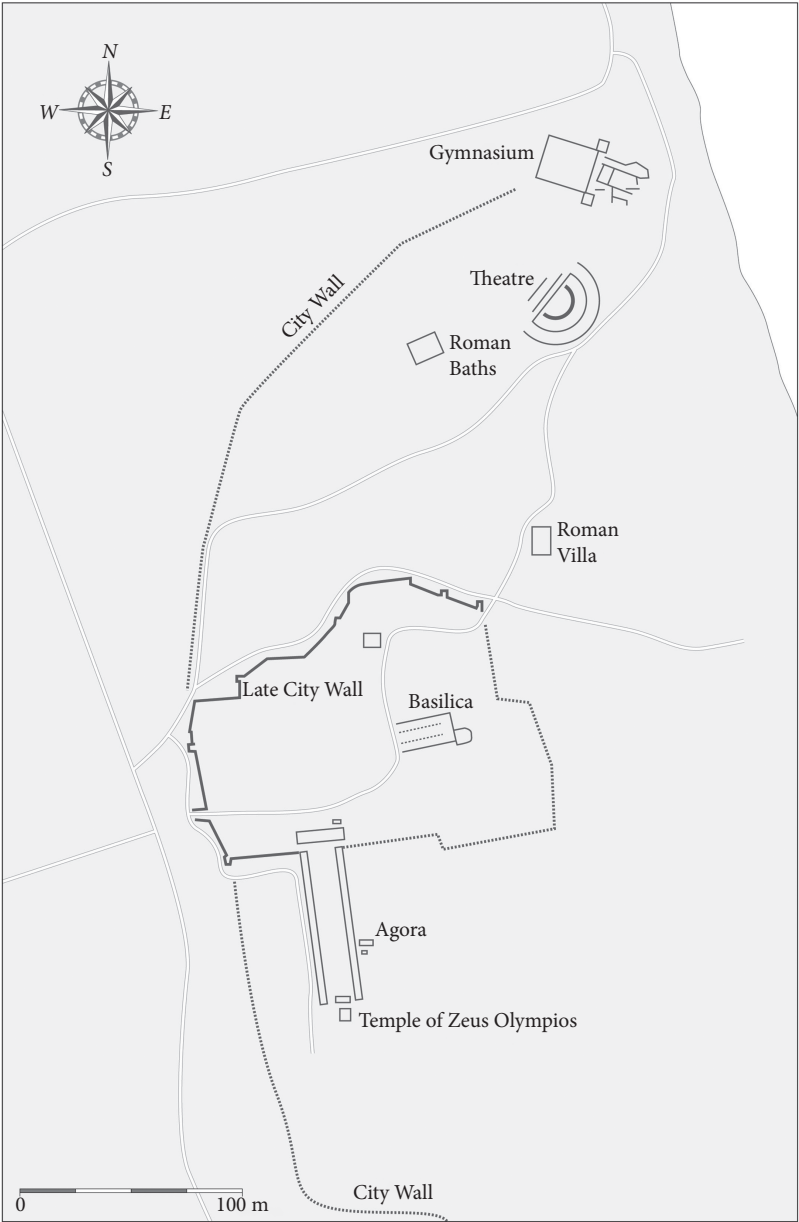 N
W
E
S
Gymnasium
City Wall
Theatre
Roman
Baths
Roman
Villa
Late City Wall
Basilica
Agora
Temple of Zeus Olympios
City Wall
0
100 m